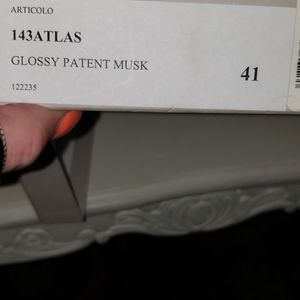 ARTICOLO
143ATLAS
GLOSSY PATENT MUSK
41
122235